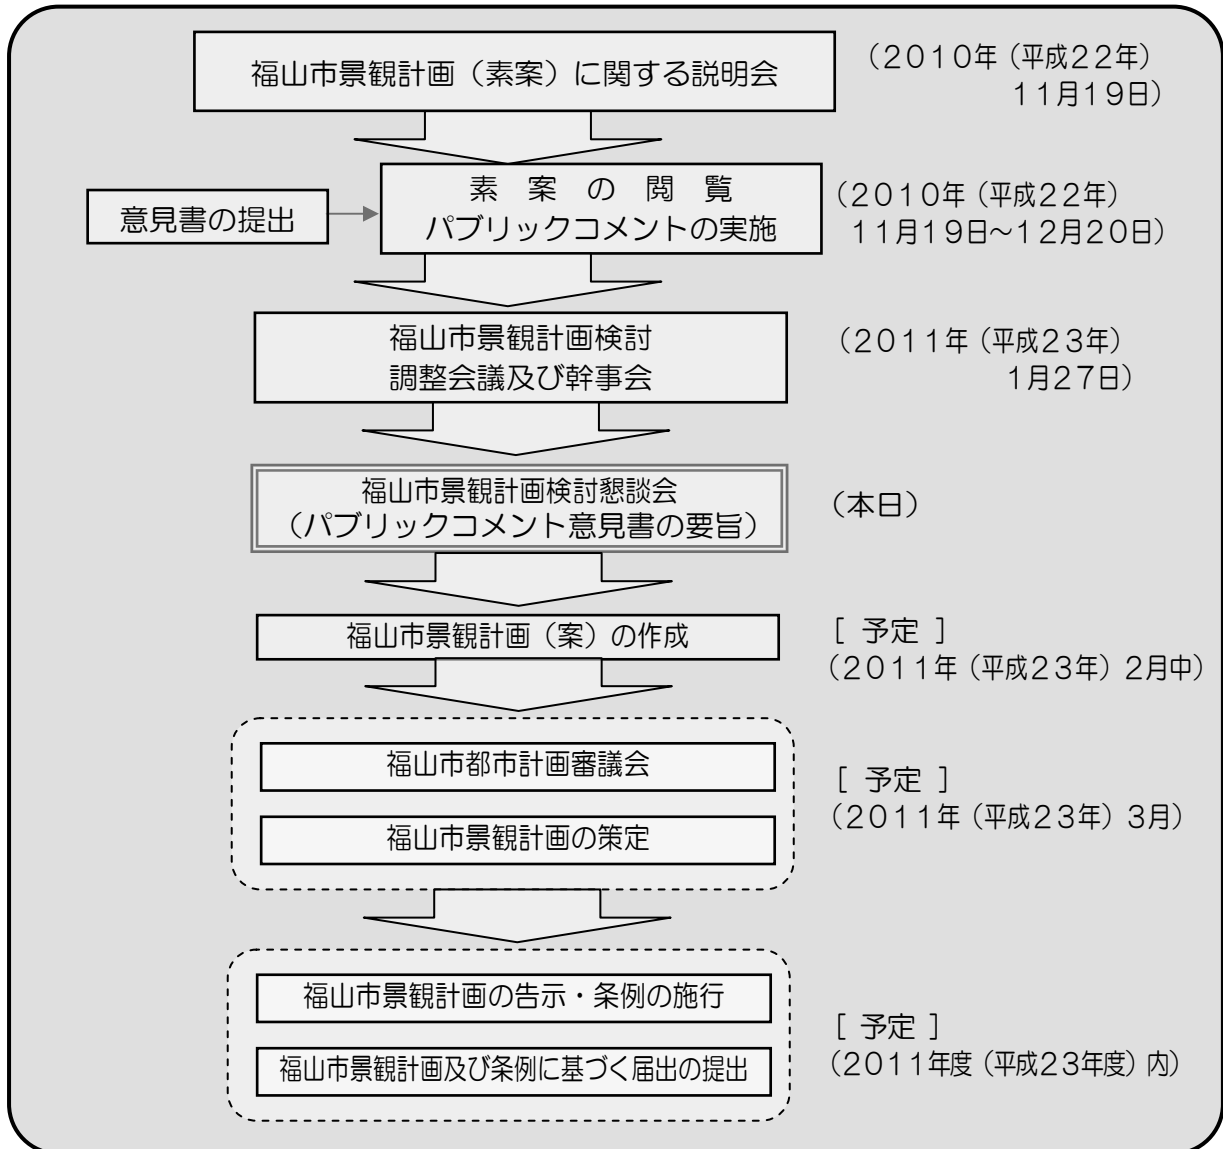 福山市景観計画（素案）に関する説明会
（２０１０年（平成２２年）
１１月１９日）
意見書の提出
素　案　の　閲　覧
パブリックコメントの実施
（２０１０年（平成２２年）
１１月１９日～１２月２０日）
福山市景観計画検討
調整会議及び幹事会
（２０１１年（平成２３年）
１月２７日）
福山市景観計画検討懇談会
（パブリックコメント意見書の要旨）
（本日）
福山市景観計画（案）の作成
［ 予定 ］
（２０１１年（平成２３年）２月中）
福山市都市計画審議会
福山市景観計画の策定
［ 予定 ］
（２０１１年（平成２３年）３月）
福山市景観計画の告示・条例の施行
福山市景観計画及び条例に基づく届出の提出
［ 予定 ］
（２０１１年度（平成２３年度）内）